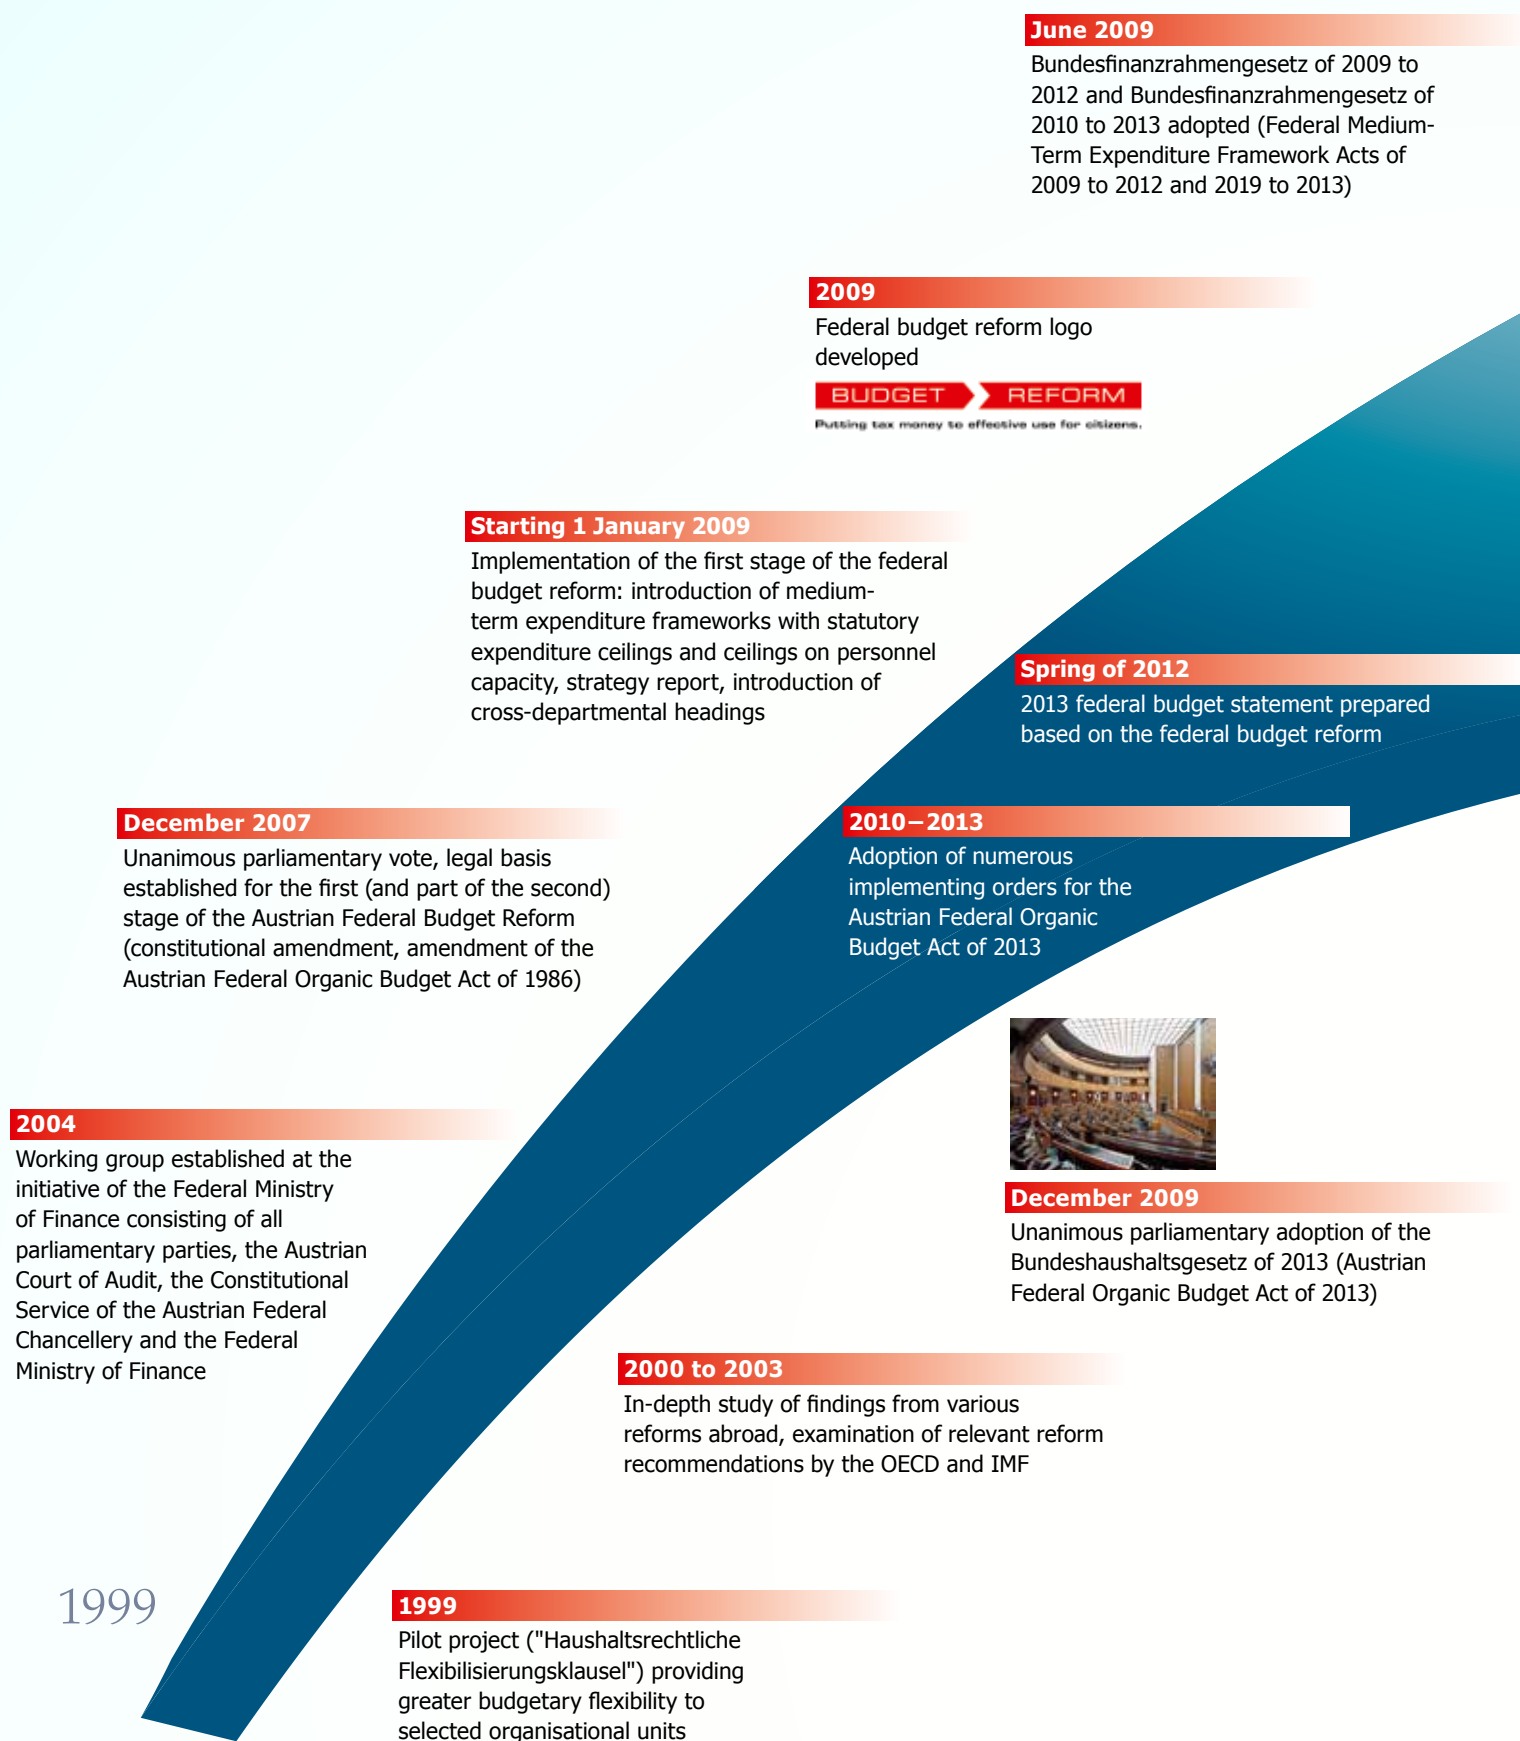 June 2009
Bundesfinanzrahmengesetz of 2009 to
2012 and Bundesfinanzrahmengesetz of
2010 to 2013 adopted (Federal Medium-
Term Expenditure Framework Acts of
2009 to 2012 and 2019 to 2013)
2009
Federal budget reform logo
developed
BUDGET REFORM
Putting tax money to effective use for citizens.
Starting 1 January 2009
Implementation of the first stage of the federal
budget reform: introduction of medium-
term expenditure frameworks with statutory
expenditure ceilings and ceilings on personnel
capacity, strategy report, introduction of
cross-departmental headings
Spring of 2012
2013 federal budget statement prepared
based on the federal budget reform
December 2007
Unanimous parliamentary vote, legal basis
established for the first (and part of the second)
stage of the Austrian Federal Budget Reform
(constitutional amendment, amendment of the
Austrian Federal Organic Budget Act of 1986)
2010–2013
Adoption of numerous
implementing orders for the
Austrian Federal Organic
Budget Act of 2013
2004
Working group established at the
initiative of the Federal Ministry
of Finance consisting of all
parliamentary parties, the Austrian
Court of Audit, the Constitutional
Service of the Austrian Federal
Chancellery and the Federal
Ministry of Finance
December 2009
Unanimous parliamentary adoption of the
Bundeshaushaltsgesetz of 2013 (Austrian
Federal Organic Budget Act of 2013)
2000 to 2003
In-depth study of findings from various
reforms abroad, examination of relevant reform
recommendations by the OECD and IMF
1999
1999
Pilot project ("Haushaltsrechtliche
Flexibilisierungsklausel") providing
greater budgetary flexibility to
selected organisational units